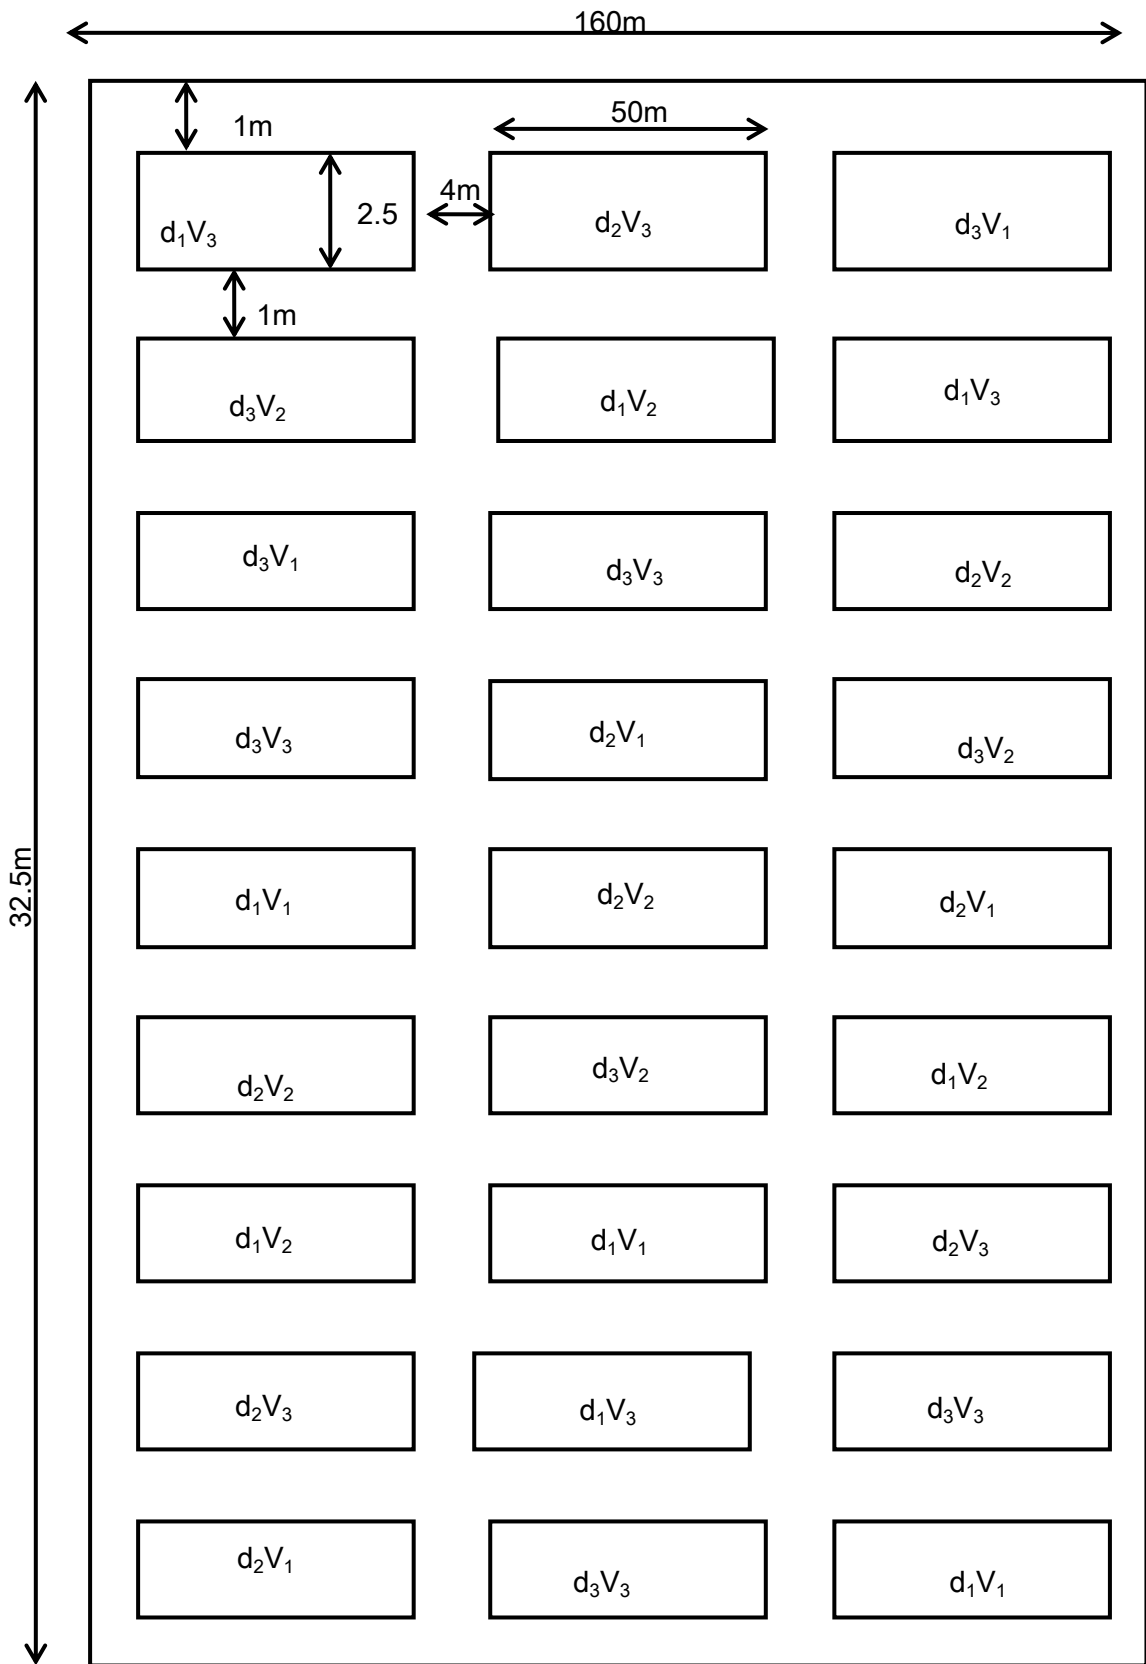 160m
1m
50m
2.5
4m
d₁V₃
d₂V₃
d₃V₁
1m
d₃V₂
d₁V₂
d₁V₃
d₃V₁
d₃V₃
d₂V₂
d₃V₃
d₂V₁
d₃V₂
32.5m
d₁V₁
d₂V₂
d₂V₁
d₂V₂
d₃V₂
d₁V₂
d₁V₂
d₁V₁
d₂V₃
d₂V₃
d₁V₃
d₃V₃
d₂V₁
d₃V₃
d₁V₁